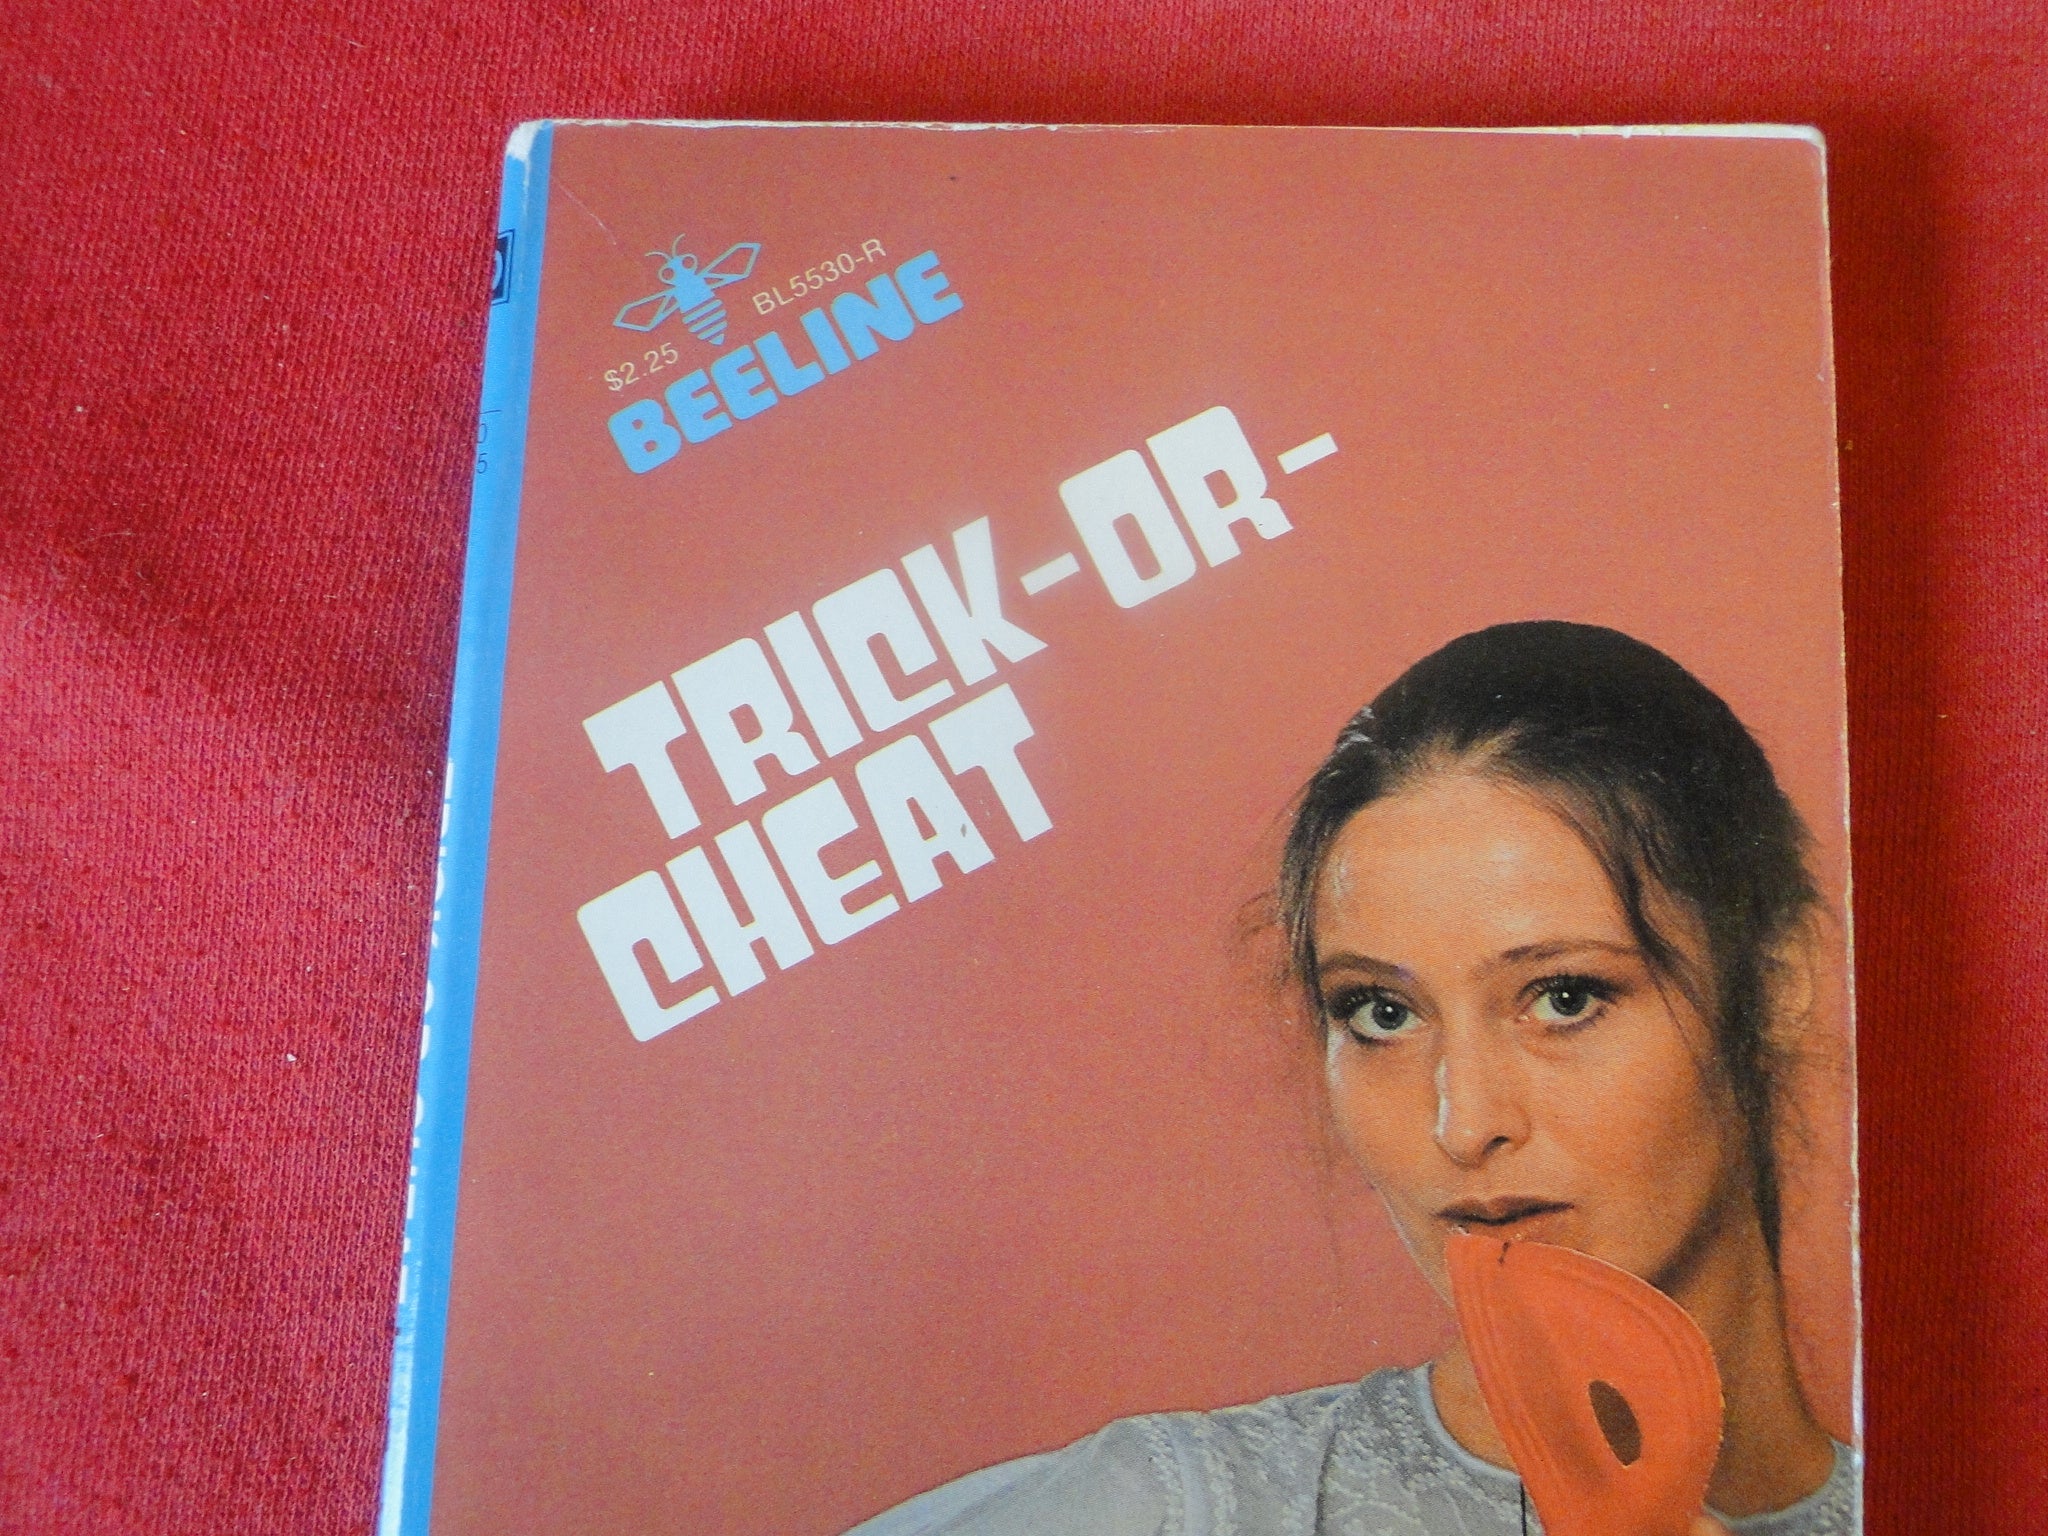 BL5530-R
$2.25
BEELINE
TRICK-OR-
CHEAT